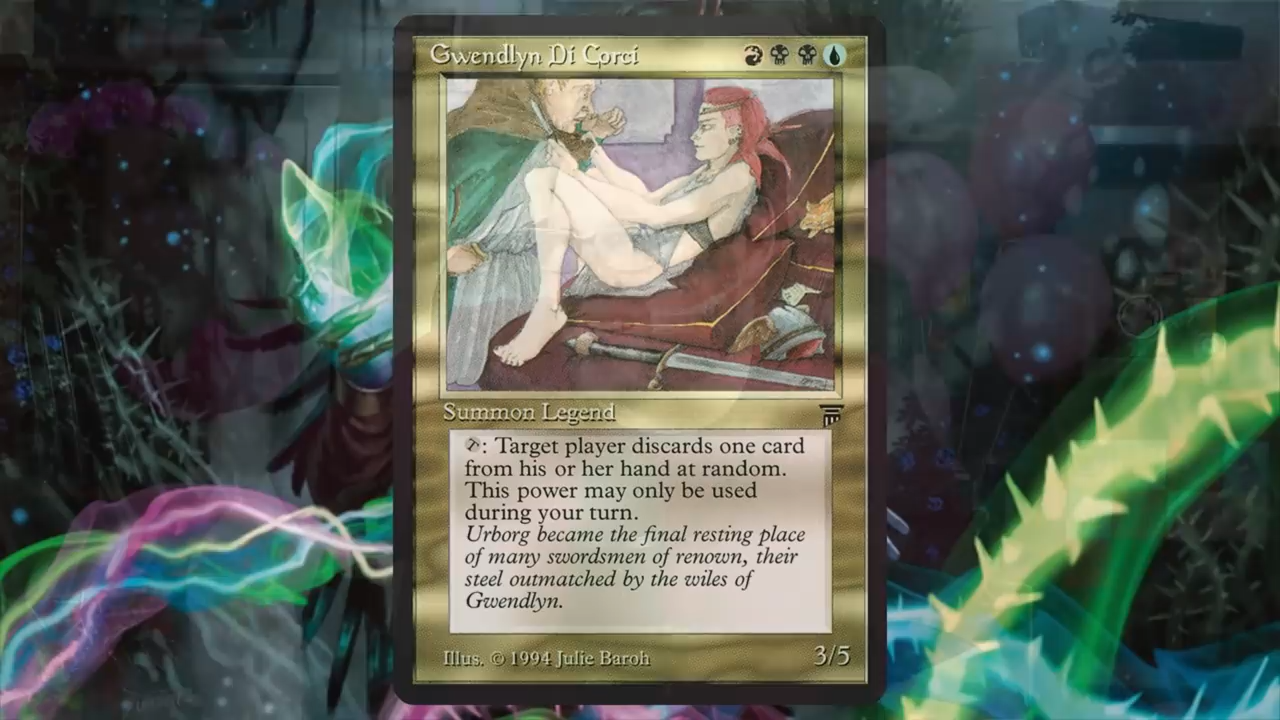 Gwendlyn Di Corci
Summon Legend
: Target player discards one card
from his or her hand at random.
This power may only be used
during your turn.
Urborg became the final resting place
of many swordsmen of renown, their
steel outmatched by the wiles of
Gwendlyn.
Illus. © 1994 Julie Baroh
3/5